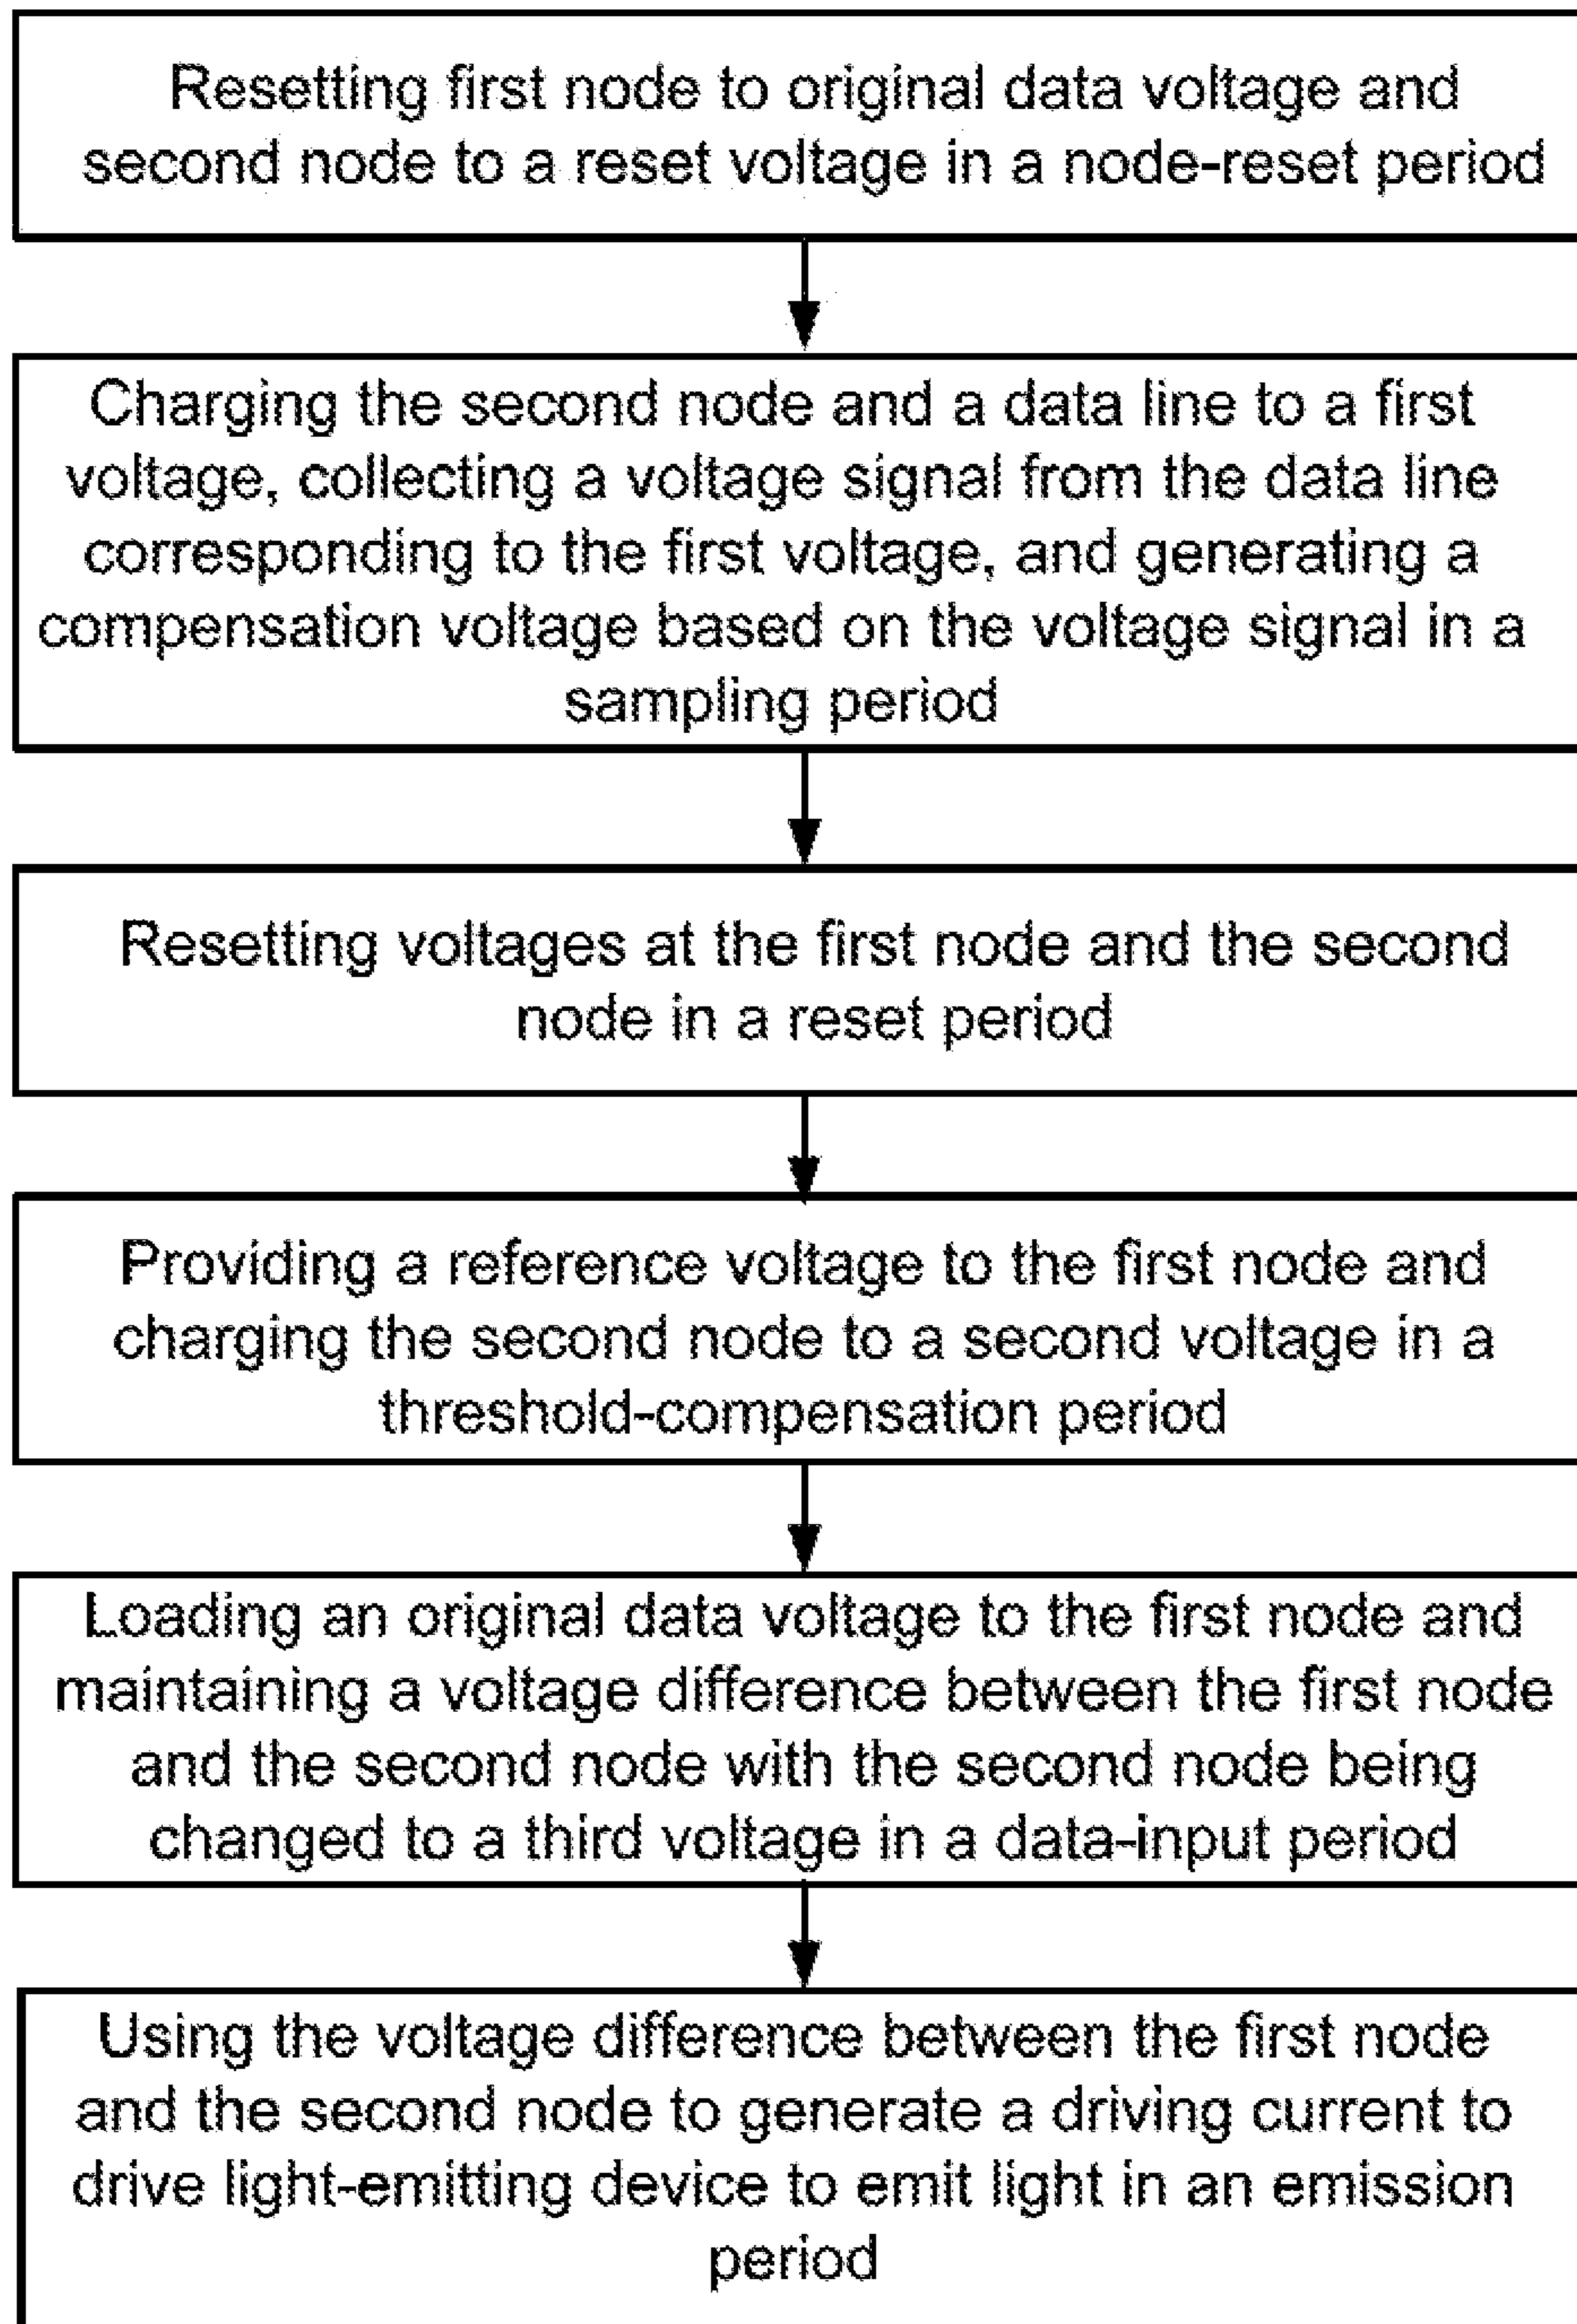 Resetting first node to original data voltage and
second node to a reset voltage in a node-reset period
Charging the second node and a data line to a first
voltage, collecting a voltage signal from the data line
corresponding to the first voltage, and generating a
compensation voltage based on the voltage signal in a
sampling period
Resetting voltages at the first node and the second
node in a reset period
Providing a reference voltage to the first node and
charging the second node to a second voltage in a
threshold-compensation period
Loading an original data voltage to the first node and
maintaining a voltage difference between the first node
and the second node with the second node being
changed to a third voltage in a data-input period
Using the voltage difference between the first node
and the second node to generate a driving current to
drive light-emitting device to emit light in an emission
period